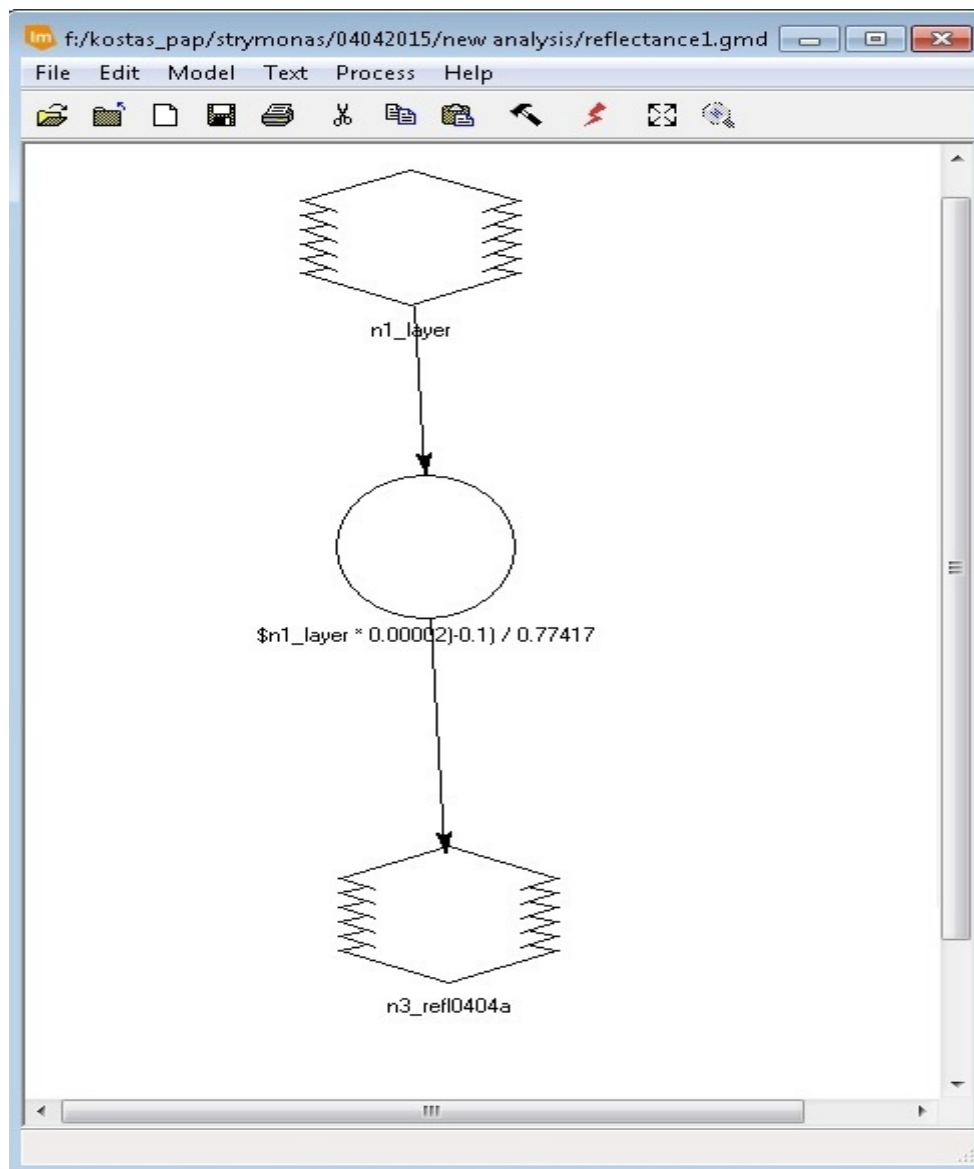 Im f:/kostas_pap/strymonas/04042015/new analysis/reflectance1.gmd
File Edit Model Text Process Help
n1_layer
$n1_layer * 0.00002)-0.1) / 0.77417
n3_refl0404a